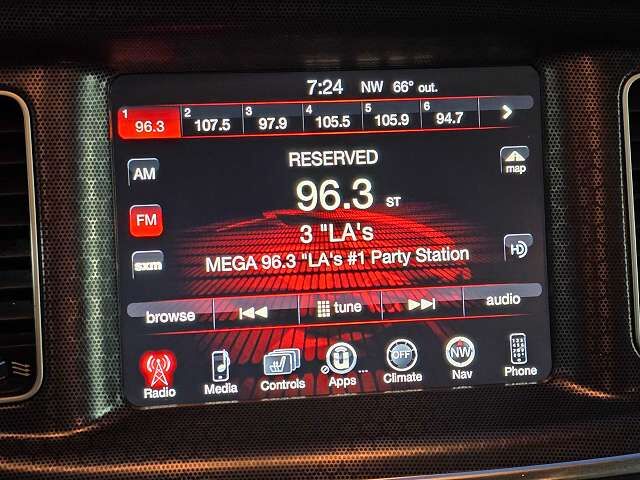 7:24 NW 66° out.
1 96.3 2 107.5 3 97.9 4 105.5 5 105.9 6 94.7
RESERVED
AM
map
96.3 ST
FM
3 "LA's
MEGA 96.3 "LA's #1 Party Station
HD
SXM
browse tune audio
OFF NW
Radio Media Controls Apps Climate Nav Phone